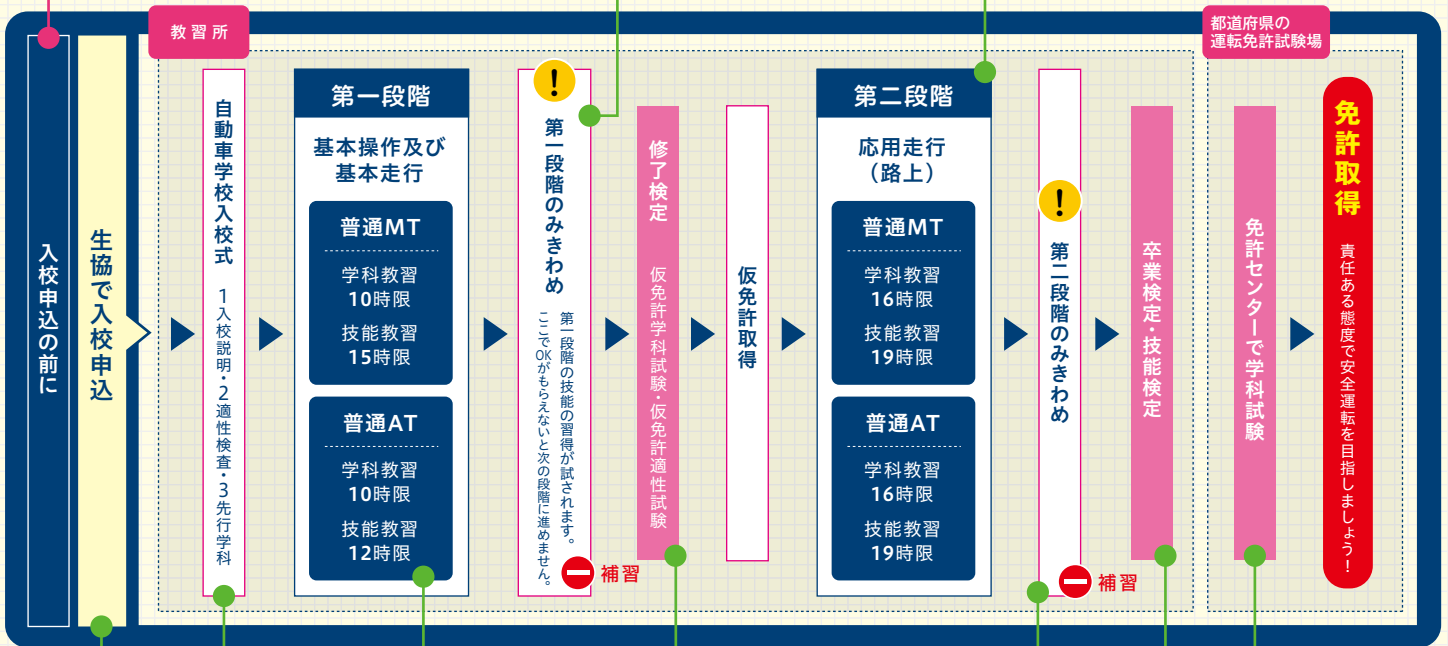 入校申込の前に
生協で入校申込
教習所
自動車学校入校式
1入校説明・2適性検査・3先行学科
第一段階
基本操作及び
基本走行
普通MT
学科教習
10時限
技能教習
15時限
普通AT
学科教習
10時限
技能教習
12時限
!
第一段階のみきわめ
第一段階の技能の習得が試されます。
ここでOKがもらえないと次の段階に進めません。
補習
修了検定
仮免許学科試験・仮免許適性試験
仮免許取得
第二段階
応用走行
（路上）
普通MT
学科教習
16時限
技能教習
19時限
普通AT
学科教習
16時限
技能教習
19時限
!
第二段階のみきわめ
補習
卒業検定・技能検定
都道府県の
運転免許試験場
免許センターで学科試験
免許取得
責任ある態度で安全運転を目指しましょう！